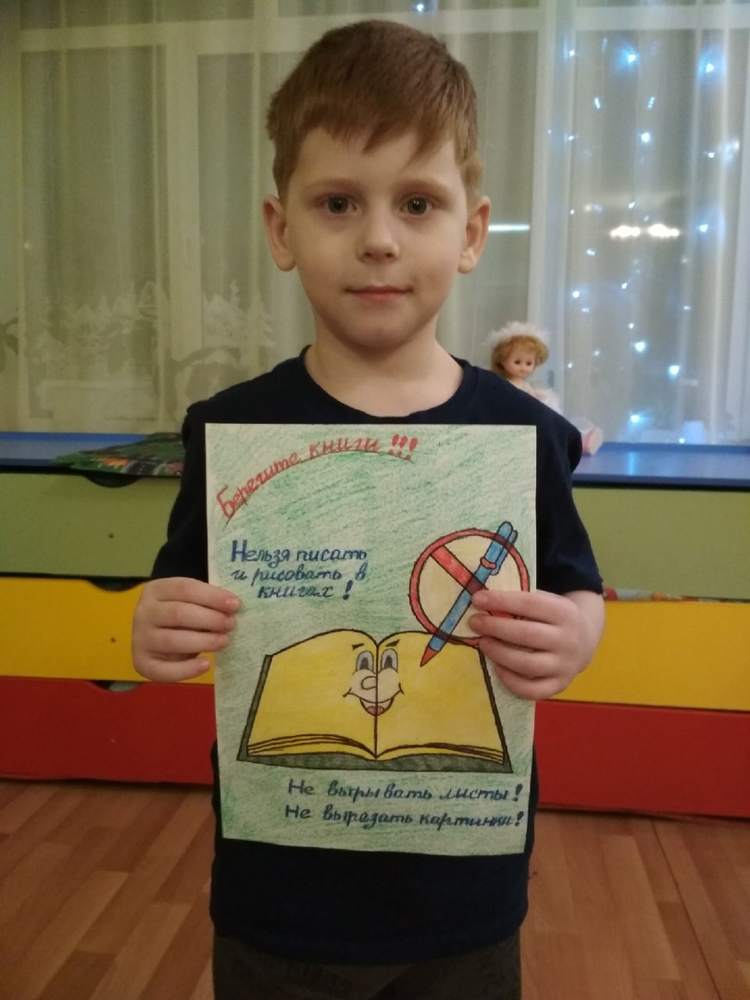 Берегите книги !!!
Нельзя писать
и рисовать в
книгах !
Не вырывать листы !
Не вырезать картинки !